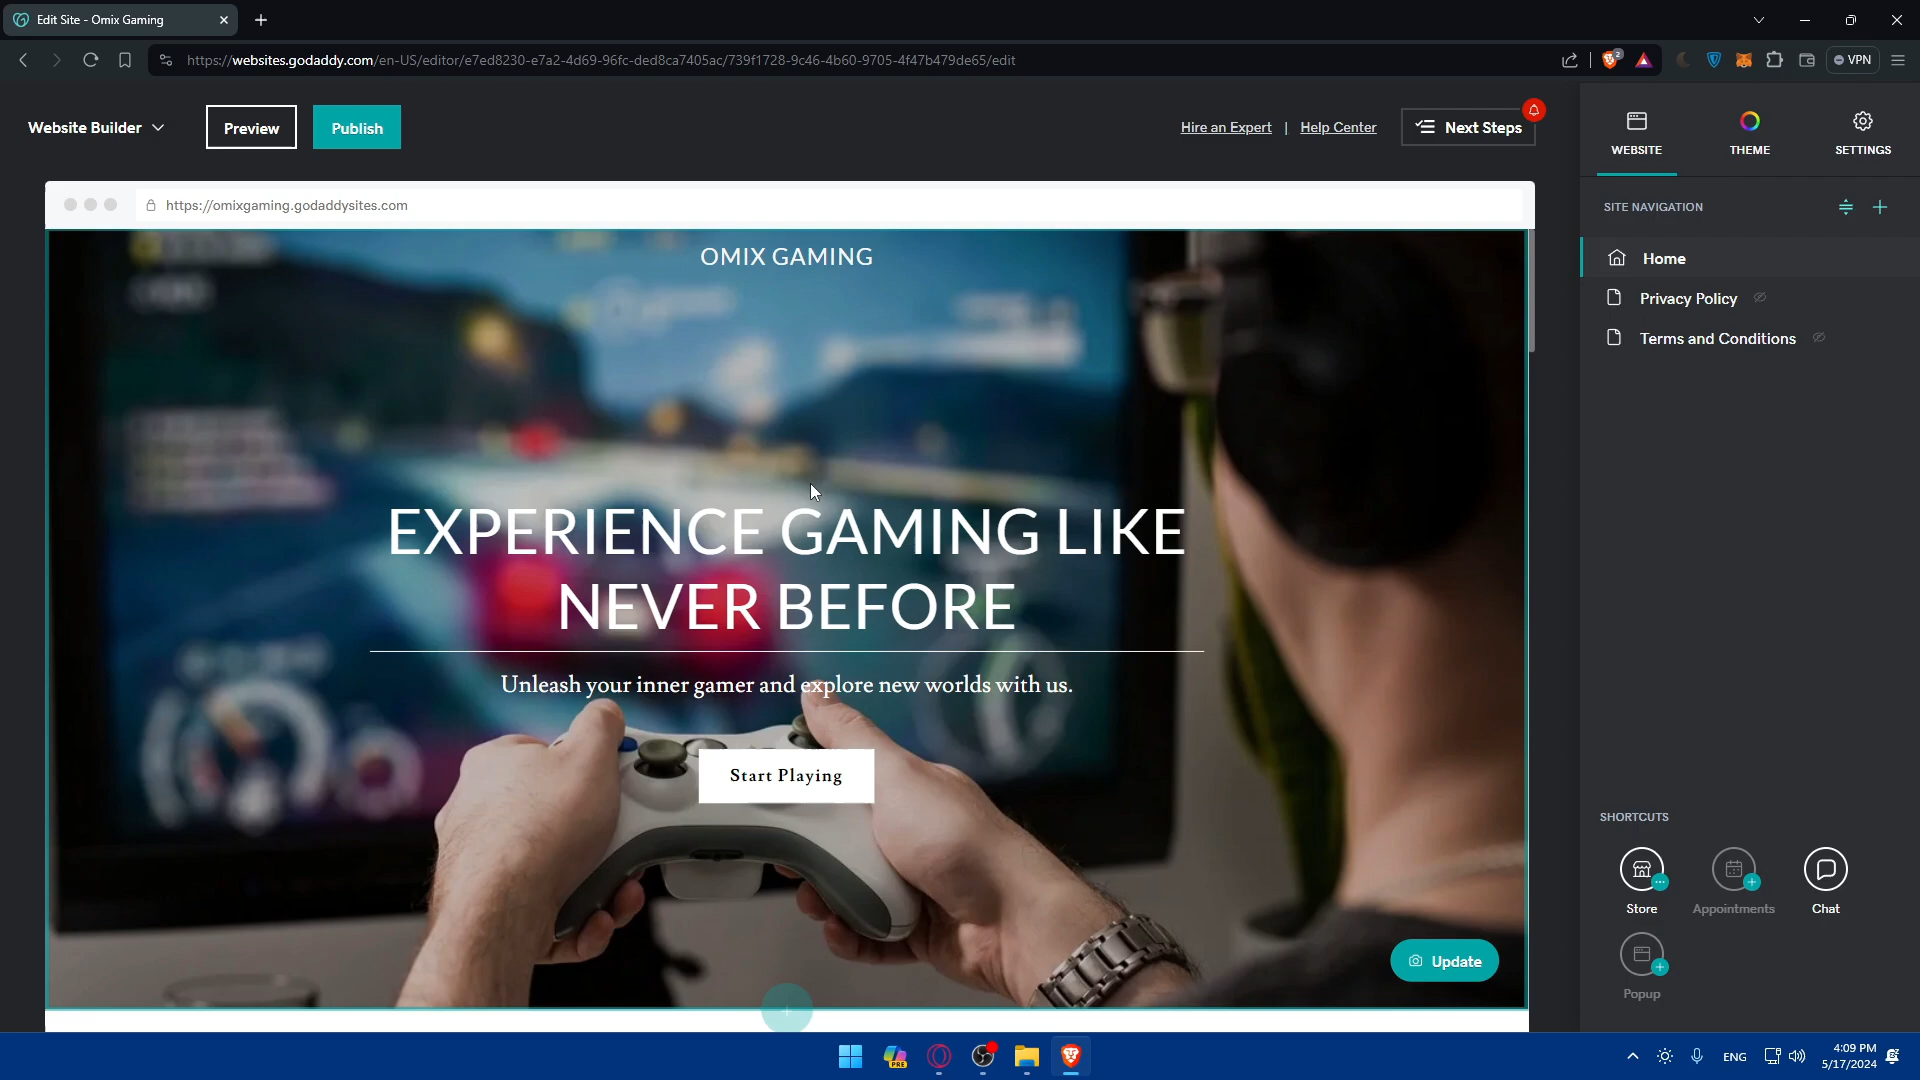 Edit Site - Omix Gaming
https://websites.godaddy.com/en-US/editor/e7ed8230-e7a2-4d69-96fc-ded8ca7405ac/739f1728-9c46-4b60-9705-4f47b479de65/edit
2
VPN
Website Builder
Preview
Publish
Hire an Expert | Help Center
Next Steps
WEBSITE
THEME
SETTINGS
https://omixgaming.godaddysites.com
SITE NAVIGATION
OMIX GAMING
Home
Privacy Policy
Terms and Conditions
EXPERIENCE GAMING LIKE
NEVER BEFORE
Unleash your inner gamer and explore new worlds with us.
Start Playing
Update
SHORTCUTS
Store
Appointments
Chat
Popup
PRE
ENG
4:09 PM
5/17/2024